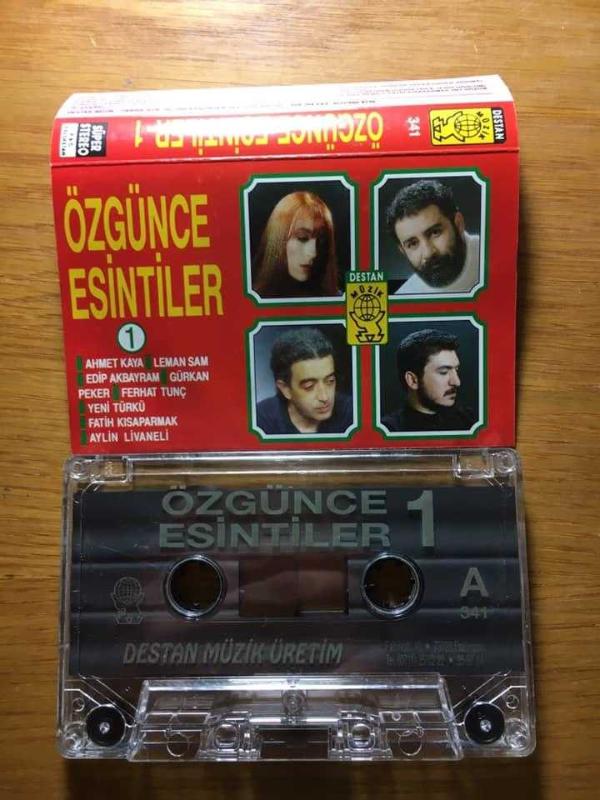 SÜPER
STEREO
ÖZGÜNCE ESİNTİLER 1
341
DESTAN
MÜZİK
ÖZGÜNCE
ESİNTİLER
1
AHMET KAYA LEMAN SAM
EDİP AKBAYRAM GÜRKAN
PEKER FERHAT TUNÇ
YENİ TÜRKÜ
FATİH KISAPARMAK
AYLİN LİVANELİ
DESTAN
MÜZİK
ÖZGÜNCE
ESİNTİLER 1
A
341
DESTAN MÜZİK ÜRETİM